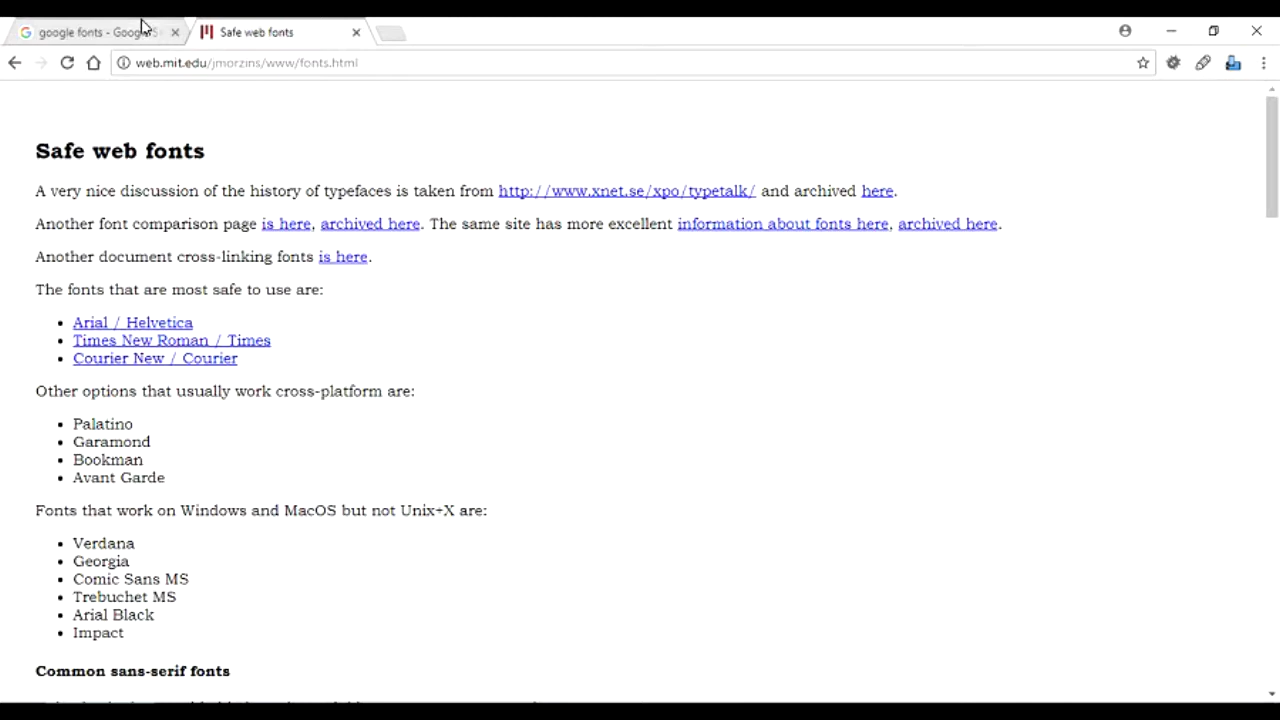 google fonts - Goog
Safe web fonts
web.mit.edu/jmorzins/www/fonts.html
Safe web fonts
A very nice discussion of the history of typefaces is taken from http://www.xnet.se/xpo/typetalk/ and archived here.
Another font comparison page is here, archived here. The same site has more excellent information about fonts here, archived here.
Another document cross-linking fonts is here.
The fonts that are most safe to use are:
• Arial / Helvetica
• Times New Roman / Times
• Courier New / Courier
Other options that usually work cross-platform are:
• Palatino
• Garamond
• Bookman
• Avant Garde
Fonts that work on Windows and MacOS but not Unix+X are:
• Verdana
• Georgia
• Comic Sans MS
• Trebuchet MS
• Arial Black
• Impact
Common sans-serif fonts